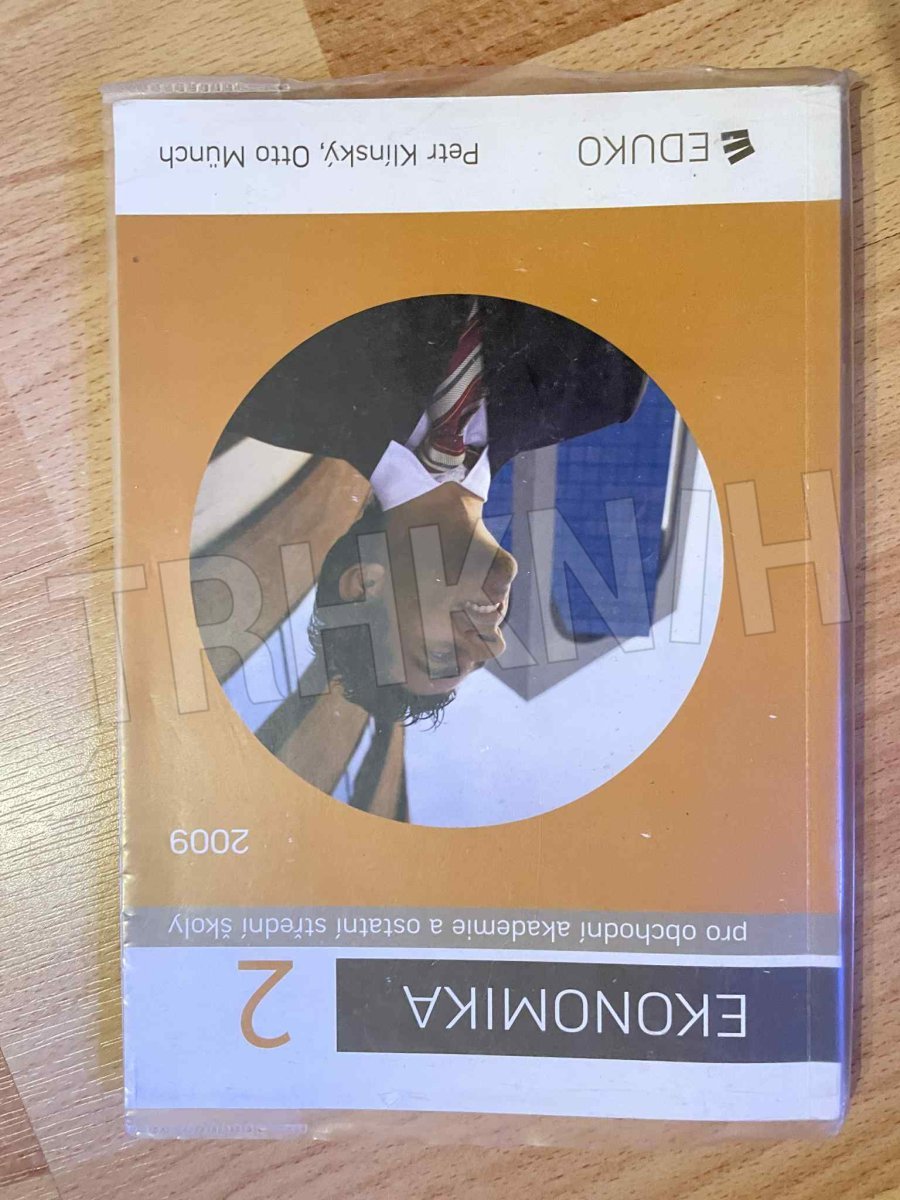 EKONOMIKA 2
pro obchodní akademie a ostatní střední školy
2009
EDUKO Petr Klínský, Otto Münch
TRHKNIH